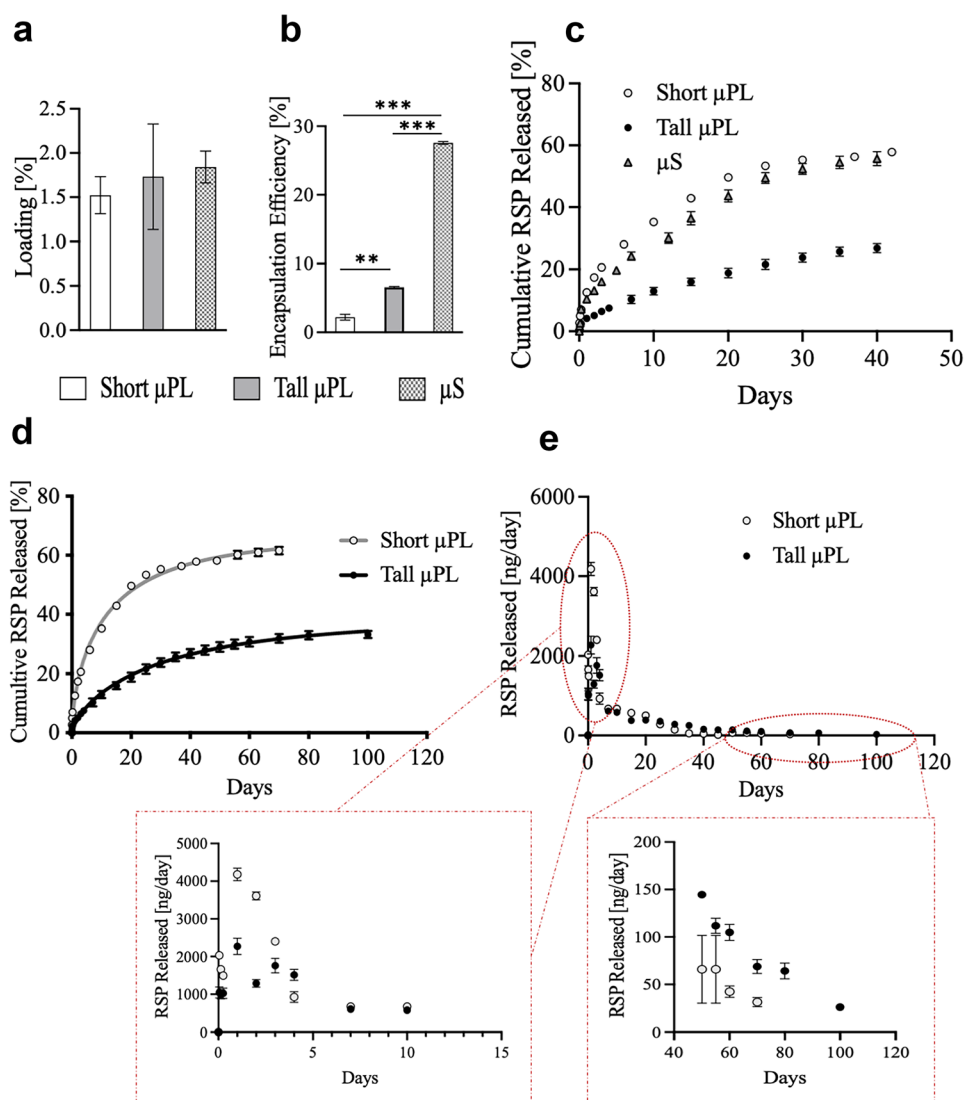 a
Loading [%]
2.5
2.0
1.5
1.0
0.5
0.0
b
Encapsulation Efficiency [%]
30
20
10
0
***
***
**
Short µPL
Tall µPL
µS
c
Cumulative RSP Released [%]
80
60
40
20
0
Short µPL
Tall µPL
µS
0 10 20 30 40 50
Days
d
Cumultive RSP Released [%]
80
60
40
20
0
Short µPL
Tall µPL
0 20 40 60 80 100 120
Days
e
RSP Released [ng/day]
6000
4000
2000
0
Short µPL
Tall µPL
0 20 40 60 80 100 120
Days
RSP Released [ng/day]
5000
4000
3000
2000
1000
0
0 5 10 15
Days
RSP Released [ng/day]
200
150
100
50
0
40 60 80 100 120
Days